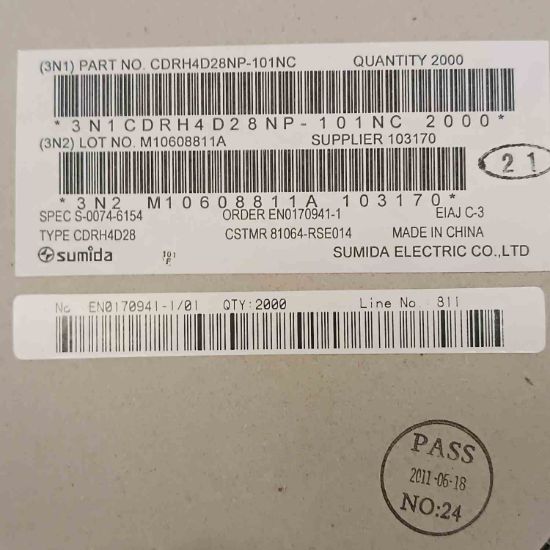 (3N1) PART NO. CDRH4D28NP-101NC QUANTITY 2000
*3N1CDRH4D28NP-101NC 2000*
(3N2) LOT NO. M10608811A SUPPLIER 103170
*3N2 M10608811A 103170*
21
SPEC S-0074-6154 ORDER EN0170941-1 EIAJ C-3
TYPE CDRH4D28 CSTMR 81064-RSE014 MADE IN CHINA
sumida 101 F SUMIDA ELECTRIC CO.,LTD
No. EN0170941-1/01 QTY:2000 Line No. 811
PASS
2011-06-18
NO:24